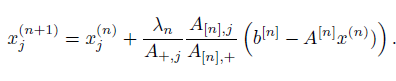 x_j^{(n+1)} = x_j^{(n)} + \frac{\lambda_n}{A_{+,j}} \frac{A_{[n],j}}{A_{[n],+}} \left( b^{[n]} - A^{[n]} x^{(n)}) \right).